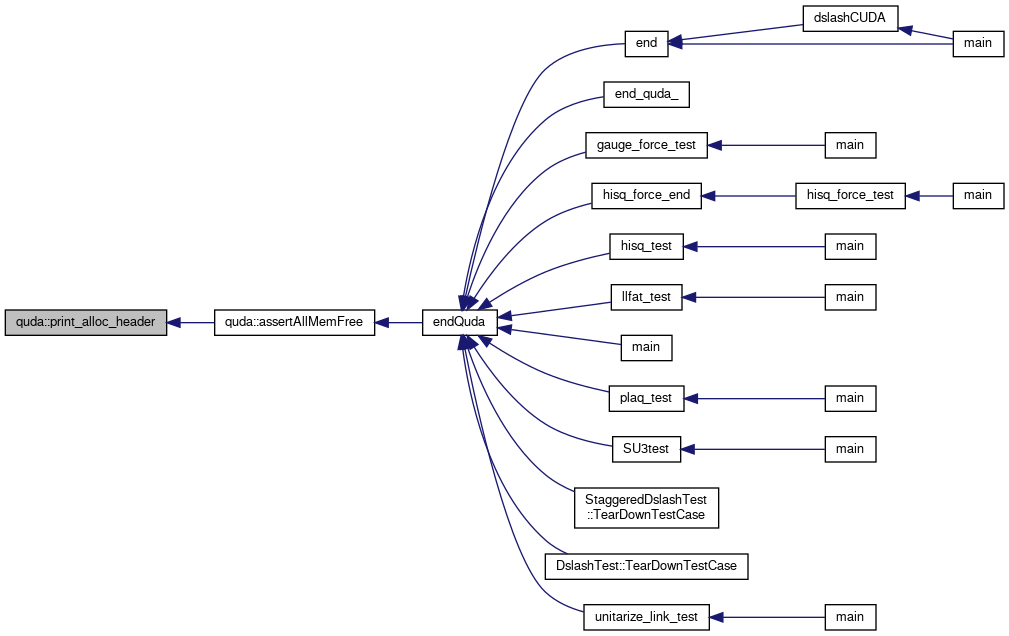 dslashCUDA
end
main
end_quda_
gauge_force_test
main
hisq_force_end
hisq_force_test
main
hisq_test
main
llfat_test
main
quda::print_alloc_header
quda::assertAllMemFree
endQuda
main
plaq_test
main
SU3test
main
StaggeredDslashTest
::TearDownTestCase
DslashTest::TearDownTestCase
unitarize_link_test
main